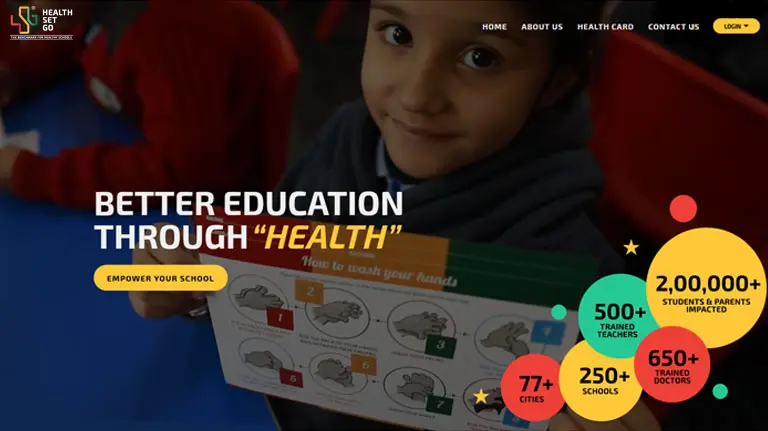 HEALTH
SET
GO
THE BENCHMARK FOR HEALTHY SCHOOLS
HOME ABOUT US HEALTH CARD CONTACT US LOGIN
BETTER EDUCATION
THROUGH “HEALTH”
EMPOWER YOUR SCHOOL
How to wash your hands
1
2
3
4
5
6
7
2,00,000+
STUDENTS & PARENTS
IMPACTED
500+
TRAINED
TEACHERS
650+
TRAINED
DOCTORS
77+
CITIES
250+
SCHOOLS